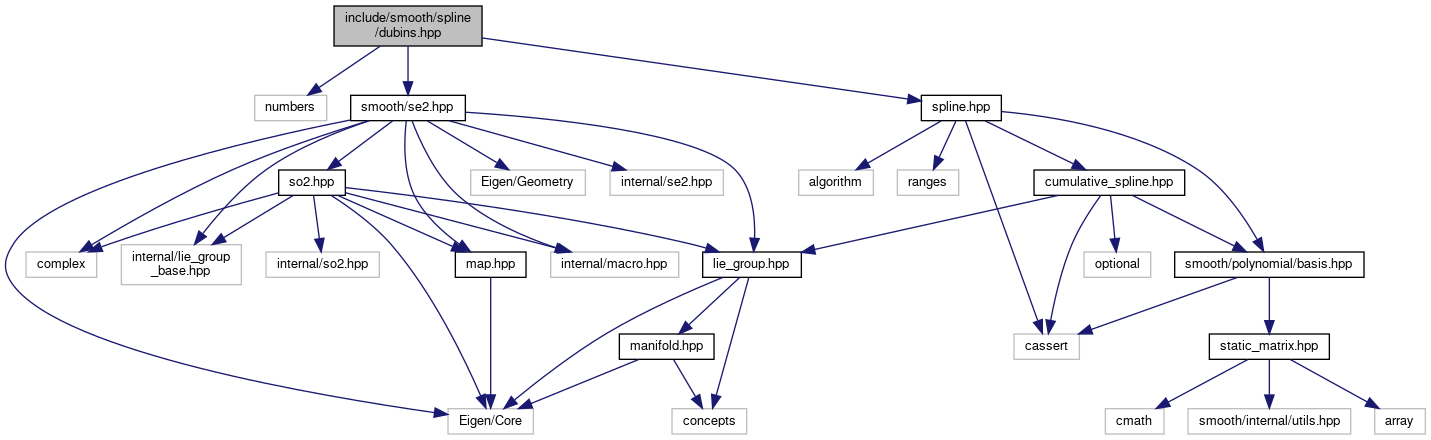 include/smooth/spline
/dubins.hpp
numbers
smooth/se2.hpp
spline.hpp
so2.hpp
Eigen/Geometry
internal/se2.hpp
algorithm
ranges
cumulative_spline.hpp
complex
internal/lie_group
_base.hpp
internal/so2.hpp
map.hpp
internal/macro.hpp
lie_group.hpp
optional
smooth/polynomial/basis.hpp
manifold.hpp
cassert
static_matrix.hpp
Eigen/Core
concepts
cmath
smooth/internal/utils.hpp
array